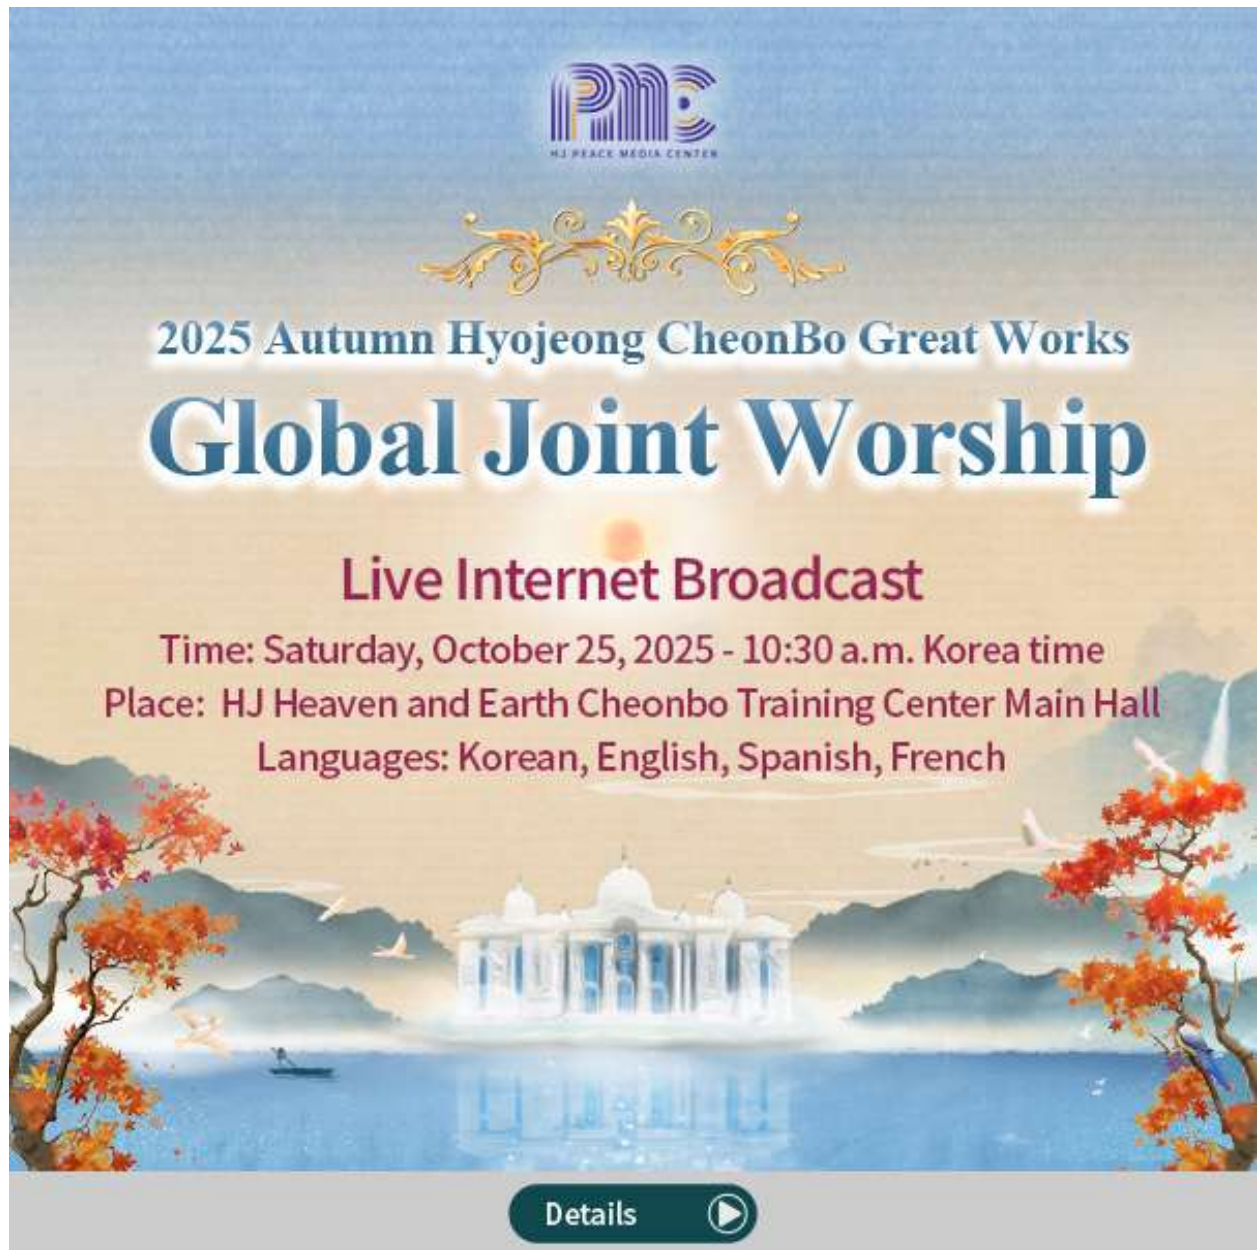 PMC
HJ PEACE MEDIA CENTER
2025 Autumn Hyojeong CheonBo Great Works
Global Joint Worship
Live Internet Broadcast
Time: Saturday, October 25, 2025 - 10:30 a.m. Korea time
Place: HJ Heaven and Earth Cheonbo Training Center Main Hall
Languages: Korean, English, Spanish, French
Details